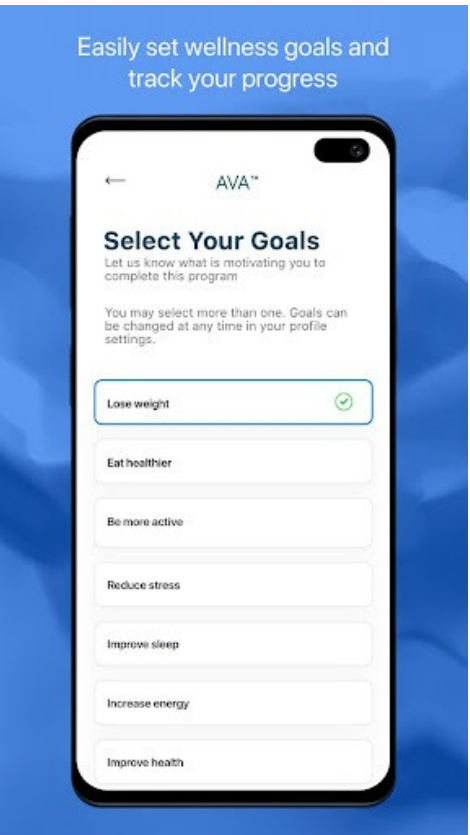 Easily set wellness goals and
track your progress
AVA™
Select Your Goals
Let us know what is motivating you to
complete this program
You may select more than one. Goals can
be changed at any time in your profile
settings.
Lose weight
Eat healthier
Be more active
Reduce stress
Improve sleep
Increase energy
Improve health